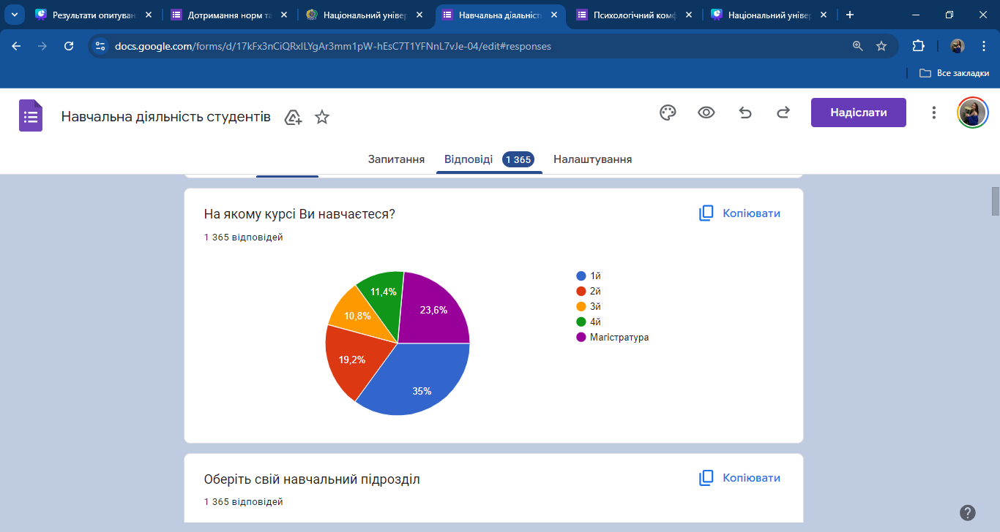 Результати опитуван
Дотримання норм та
Національний універ
Навчальна діяльність
Психологічний комф
Національний універ
docs.google.com/forms/d/17kFx3nCiQRxILYgAr3mm1pW-hEsC7T1YFNnL7vJe-04/edit#responses
Все закладки
Навчальна діяльність студентів
Надіслати
Запитання
Відповіді 1 365
Налаштування
На якому курсі Ви навчаєтеся?
Копіювати
1 365 відповідей
11,4%
23,6%
10,8%
19,2%
35%
1й
2й
3й
4й
Магістратура
Оберіть свій навчальний підрозділ
Копіювати
1 365 відповідей